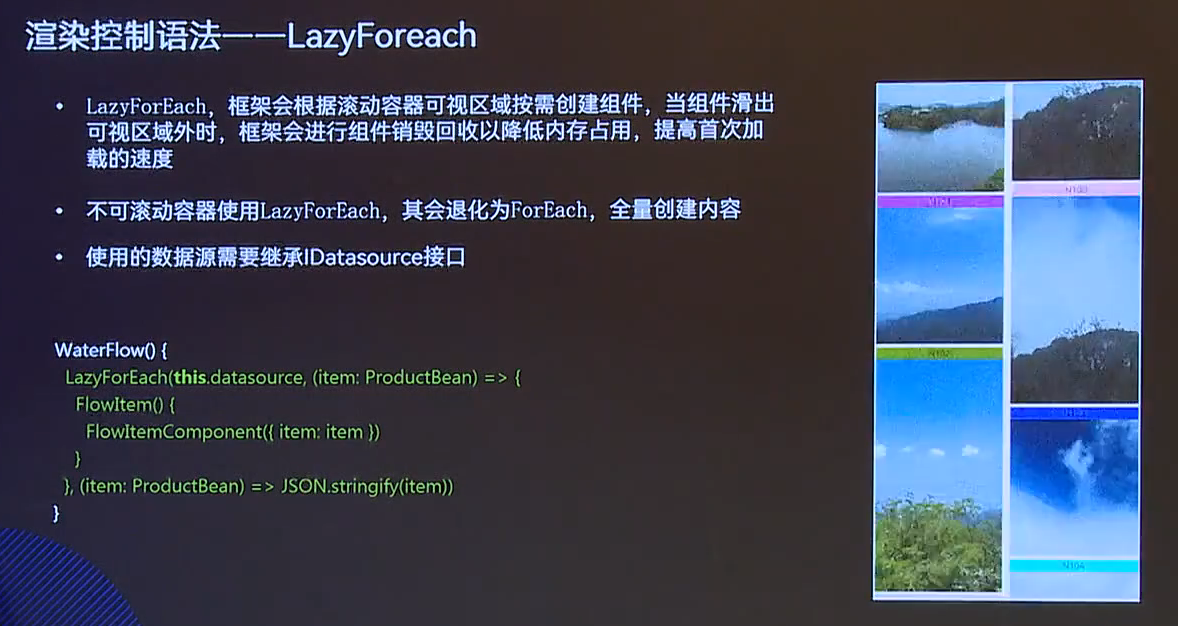 渲染控制语法——LazyForeach
• LazyForEach，框架会根据滚动容器可视区域按需创建组件，当组件滑出
可视区域外时，框架会进行组件销毁回收以降低内存占用，提高首次加
载的速度
• 不可滚动容器使用LazyForEach，其会退化为ForEach，全量创建内容
• 使用的数据源需要继承IDatasource接口
WaterFlow() {
LazyForEach(this.datasource, (item: ProductBean) => {
FlowItem() {
FlowItemComponent({ item: item })
}
}, (item: ProductBean) => JSON.stringify(item))
}
N100
N102
N104